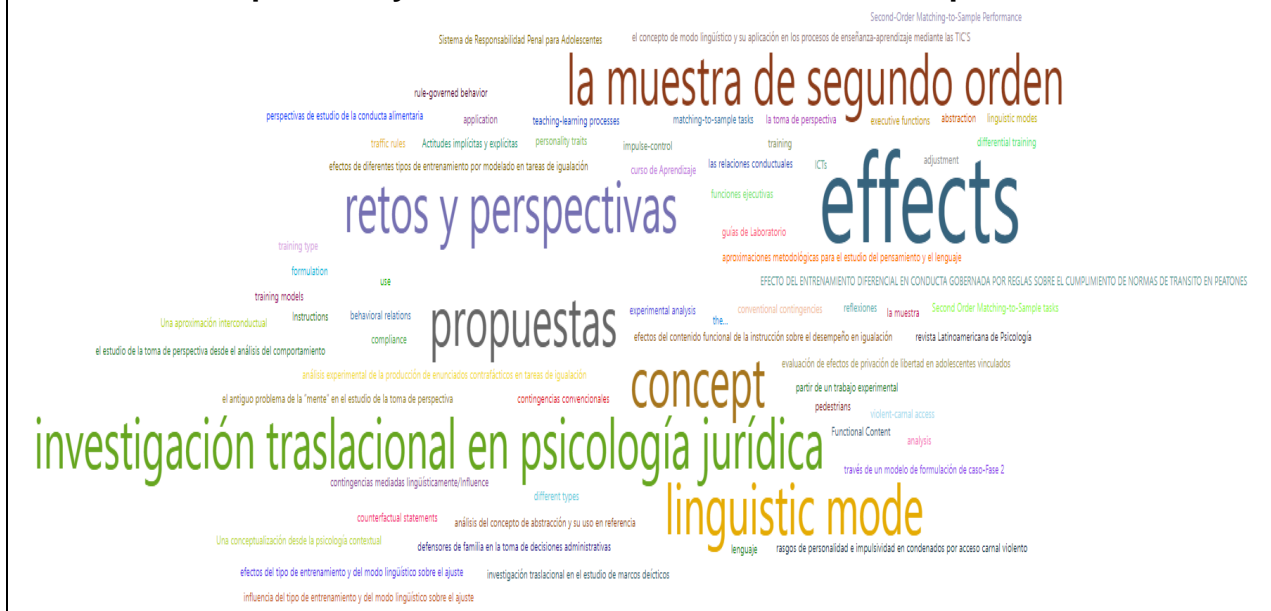 Second-Order Matching-to-Sample Performance
Sistema de Responsabilidad Penal para Adolescentes
el concepto de modo lingüístico y su aplicación en los procesos de enseñanza-aprendizaje mediante las TIC'S
la muestra de segundo orden
rule-governed behavior
perspectivas de estudio de la conducta alimentaria
application
teaching-learning processes
matching-to-sample tasks
la toma de perspectiva
executive functions
abstraction
linguistic modes
traffic rules
Actitudes implícitas y explícitas
personality traits
impulse-control
training
differential training
efectos de diferentes tipos de entrenamiento por modelado en tareas de igualación
curso de Aprendizaje
las relaciones conductuales
ICTs
adjustment
effects
retos y perspectivas
funciones ejecutivas
guías de Laboratorio
training type
aproximaciones metodológicas para el estudio del pensamiento y el lenguaje
formulation
use
EFECTO DEL ENTRENAMIENTO DIFERENCIAL EN CONDUCTA GOBERNADA POR REGLAS SOBRE EL CUMPLIMIENTO DE NORMAS DE TRANSITO EN PEATONES
training models
Una aproximación interconductual
Instructions
behavioral relations
propuestas
experimental analysis
the...
conventional contingencies
reflexiones
la muestra
Second Order Matching-to-Sample tasks
compliance
efectos del contenido funcional de la instrucción sobre el desempeño en igualación
revista Latinoamericana de Psicología
el estudio de la toma de perspectiva desde el análisis del comportamiento
evaluación de efectos de privación de libertad en adolescentes vinculados
análisis experimental de la producción de enunciados contrafácticos en tareas de igualación
concept
partir de un trabajo experimental
el antiguo problema de la "mente" en el estudio de la toma de perspectiva
contingencias convencionales
pedestrians
violent-carnal access
investigación traslacional en psicología jurídica
Functional Content
analysis
través de un modelo de formulación de caso-Fase 2
contingencias mediadas lingüísticamente/Influence
different types
linguistic mode
counterfactual statements
análisis del concepto de abstracción y su uso en referencia
Una conceptualización desde la psicología contextual
defensores de familia en la toma de decisiones administrativas
lenguaje
rasgos de personalidad e impulsividad en condenados por acceso carnal violento
efectos del tipo de entrenamiento y del modo lingüístico sobre el ajuste
investigación traslacional en el estudio de marcos deícticos
influencia del tipo de entrenamiento y del modo lingüístico sobre el ajuste